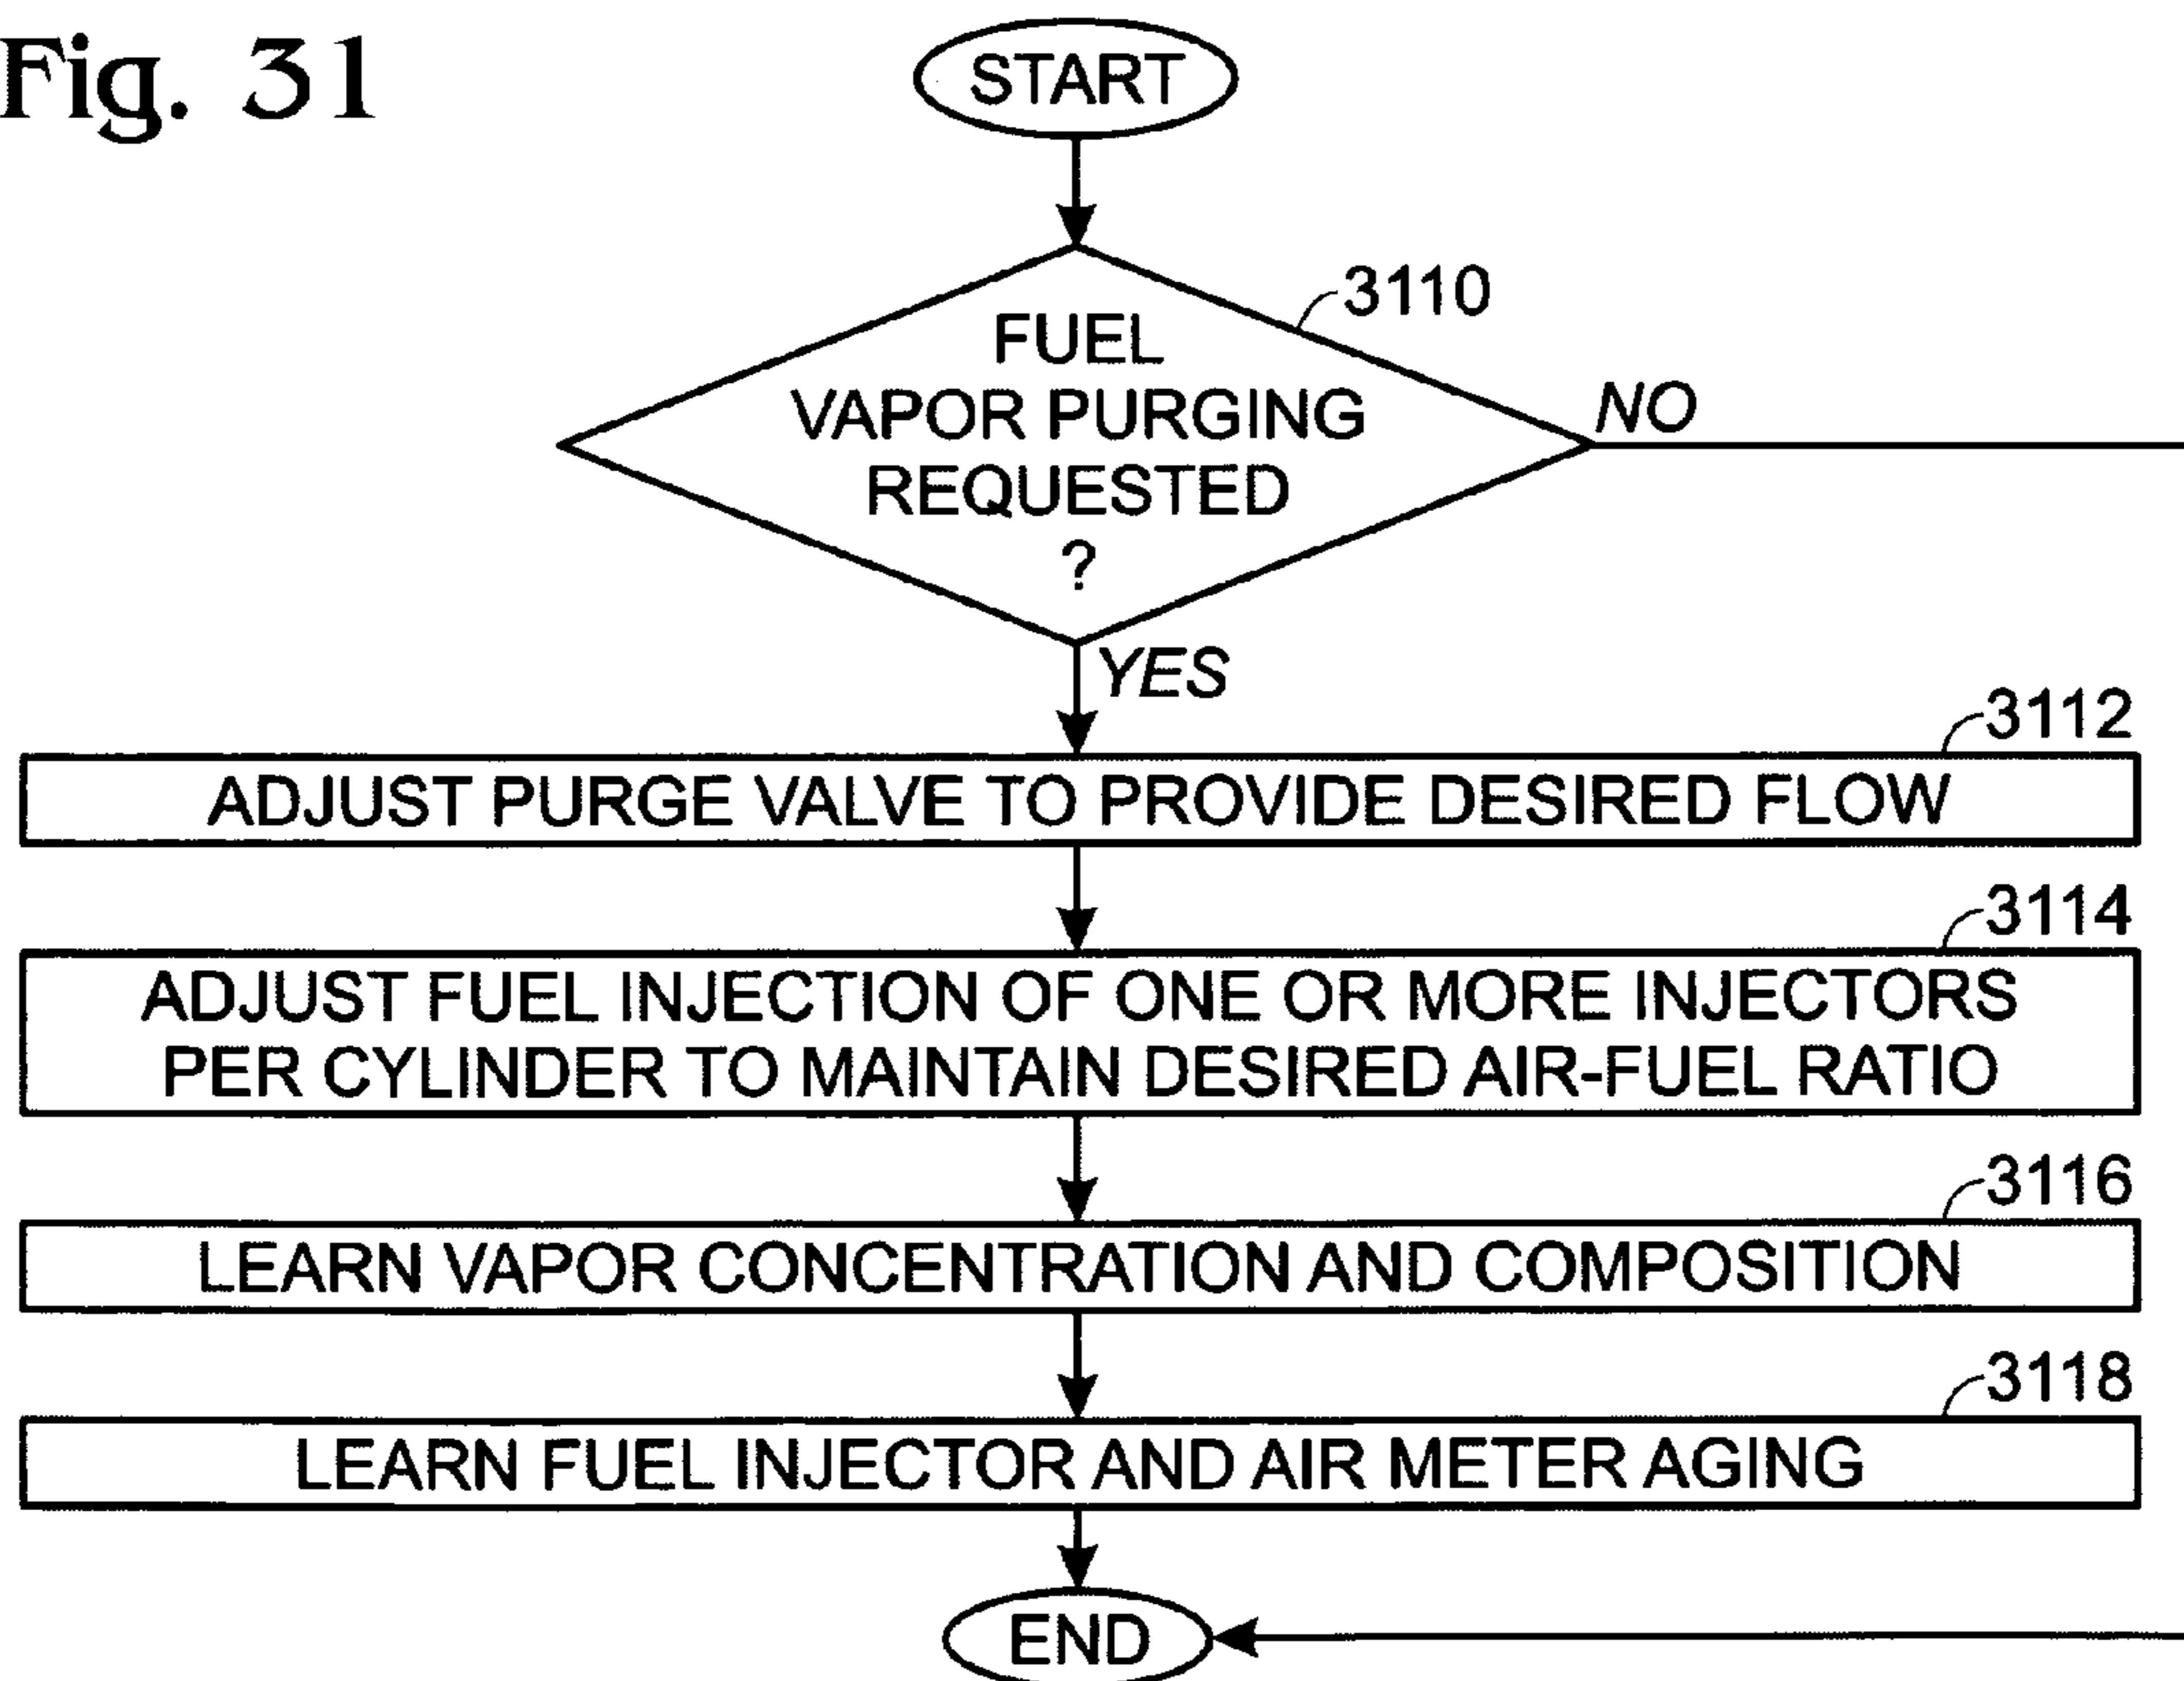 Fig. 31
START
3110
FUEL
VAPOR PURGING
REQUESTED
?
NO
YES
3112
ADJUST PURGE VALVE TO PROVIDE DESIRED FLOW
3114
ADJUST FUEL INJECTION OF ONE OR MORE INJECTORS
PER CYLINDER TO MAINTAIN DESIRED AIR-FUEL RATIO
3116
LEARN VAPOR CONCENTRATION AND COMPOSITION
3118
LEARN FUEL INJECTOR AND AIR METER AGING
END